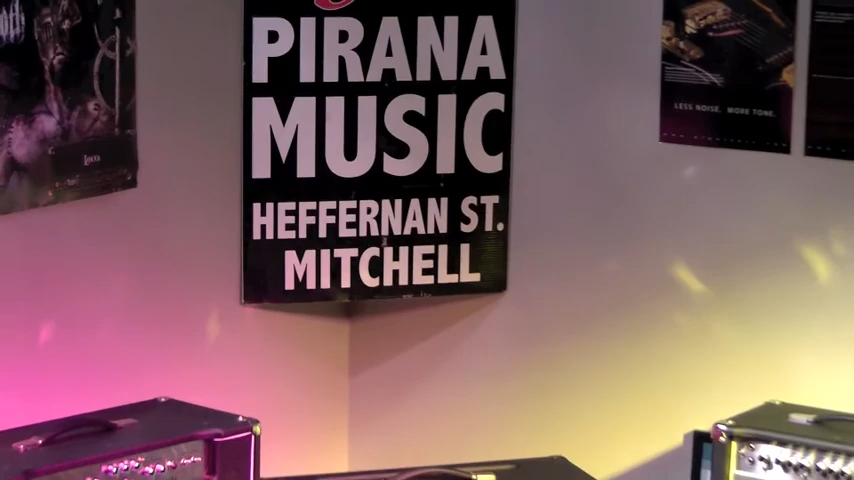 PIRANA
MUSIC
HEFFERNAN ST.
MITCHELL
LESS NOISE. MORE TONE.